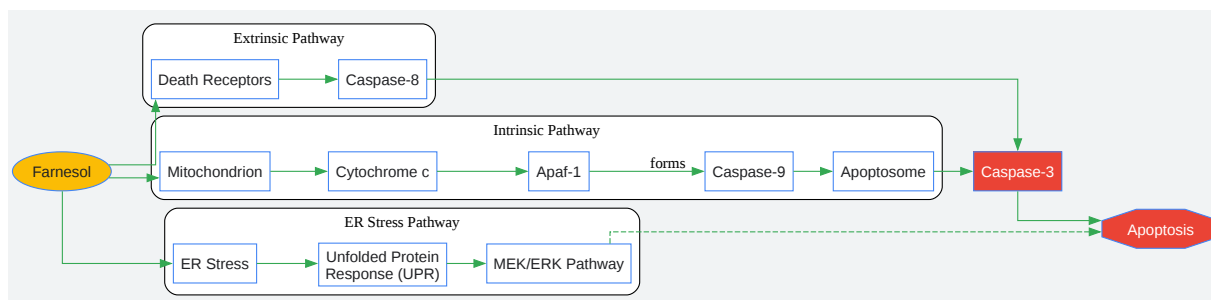 Extrinsic Pathway
Death Receptors
Caspase-8
Intrinsic Pathway
Farnesol
Mitochondrion
Cytochrome c
Apaf-1
forms
Caspase-9
Apoptosome
Caspase-3
ER Stress Pathway
ER Stress
Unfolded Protein
Response (UPR)
MEK/ERK Pathway
Apoptosis